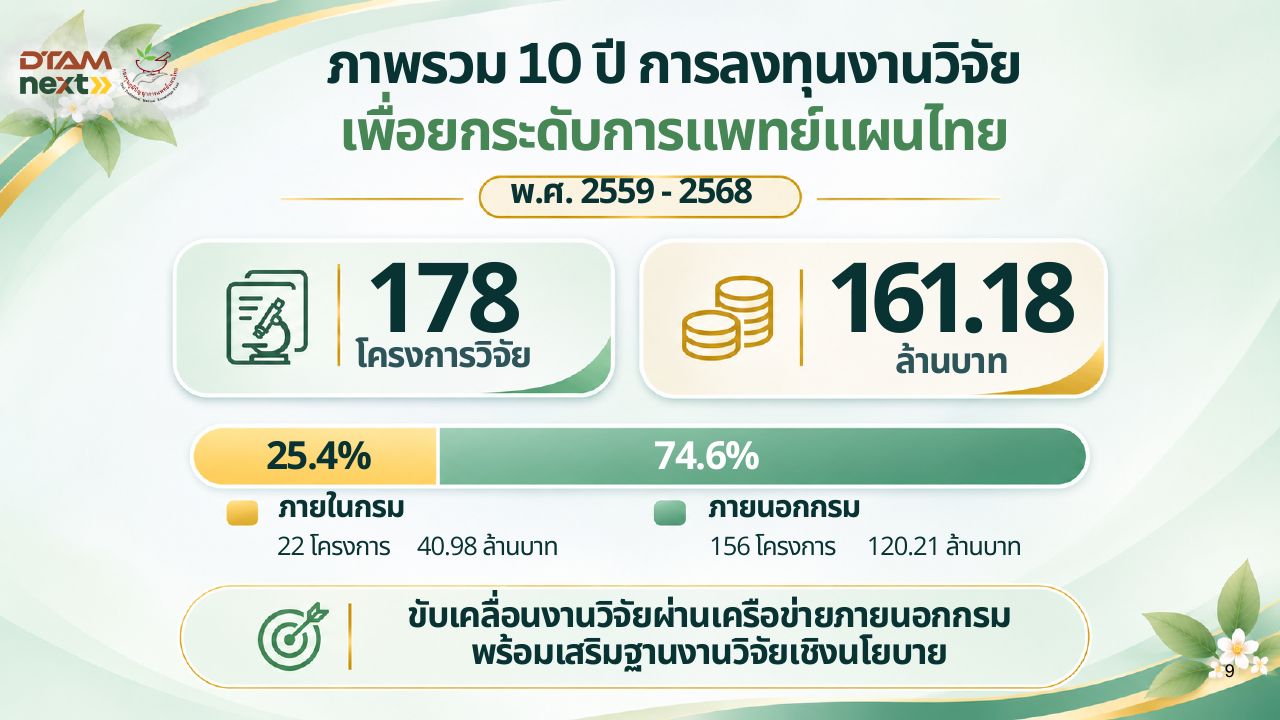 DTAM
next
ภาพรวม 10 ปี การลงทุนงานวิจัย
เพื่อยกระดับการแพทย์แผนไทย
พ.ศ. 2559 - 2568
178
โครงการวิจัย
161.18
ล้านบาท
25.4%
74.6%
ภายในกรม
22 โครงการ 40.98 ล้านบาท
ภายนอกกรม
156 โครงการ 120.21 ล้านบาท
ขับเคลื่อนงานวิจัยผ่านเครือข่ายภายนอกกรม
พร้อมเสริมฐานงานวิจัยเชิงนโยบาย
9